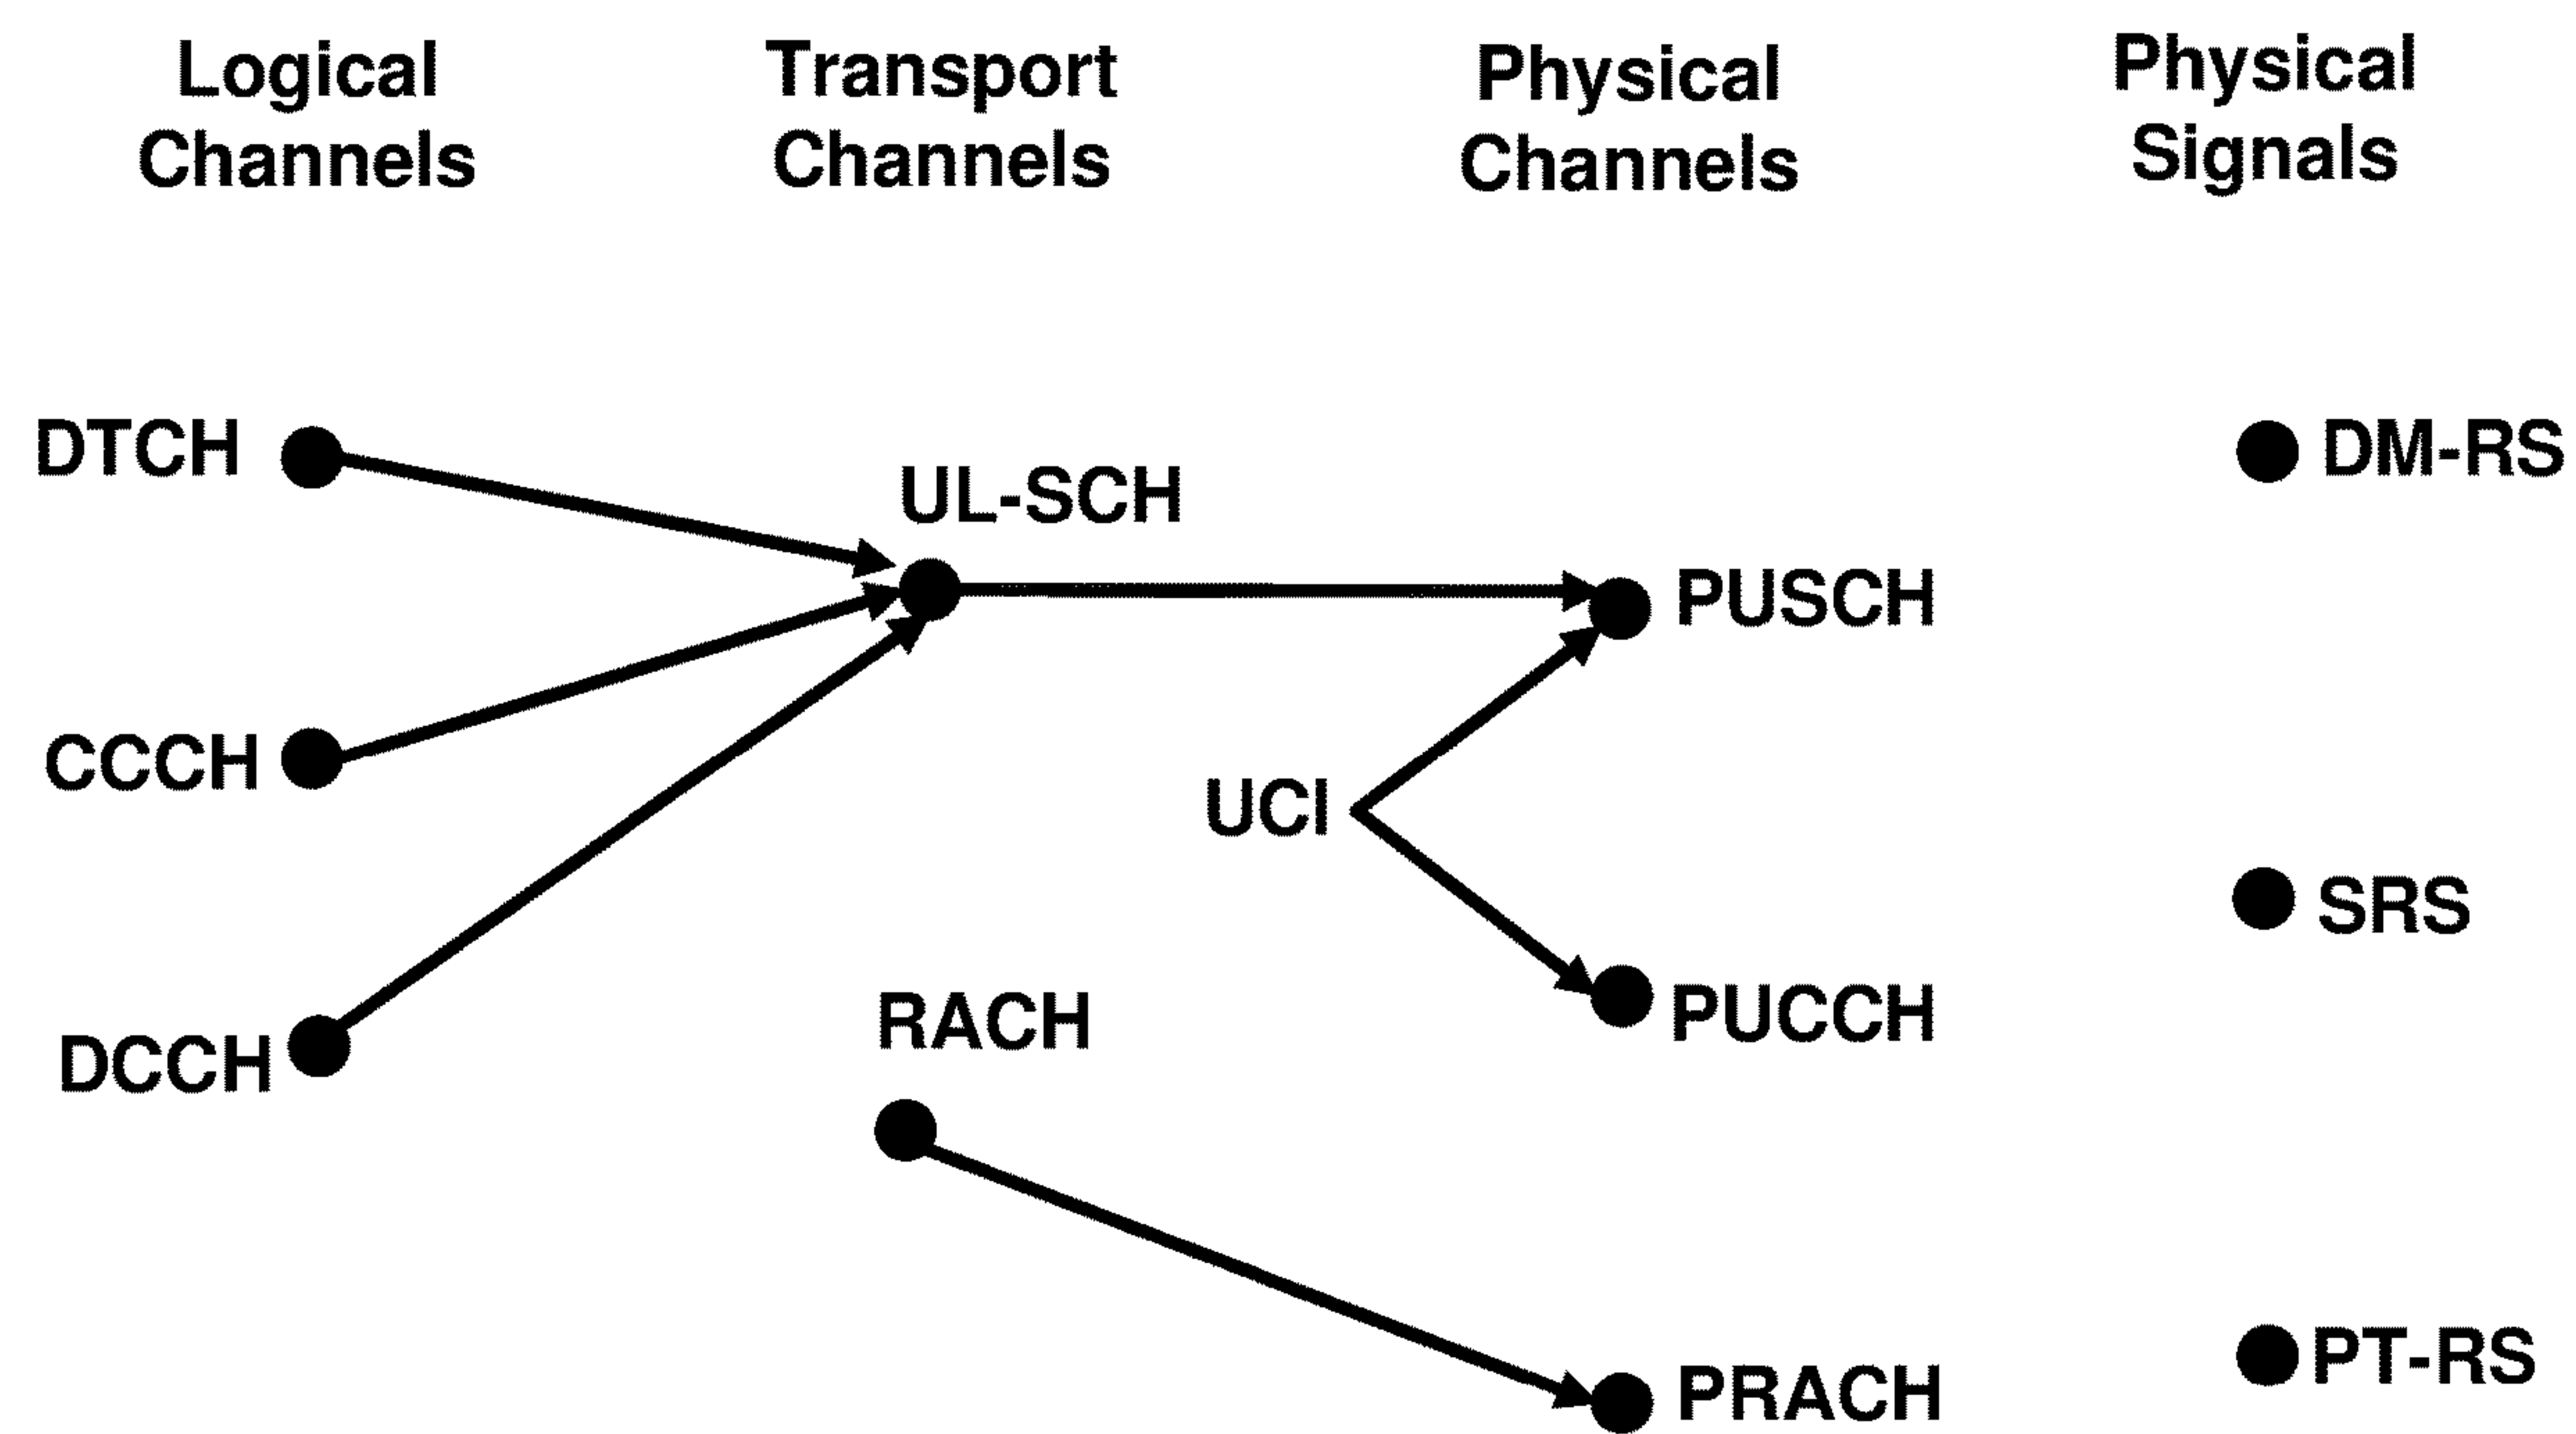 Logical
Channels
Transport
Channels
Physical
Channels
Physical
Signals
DTCH
UL-SCH
DM-RS
PUSCH
CCCH
UCI
SRS
DCCH
RACH
PUCCH
PRACH
PT-RS